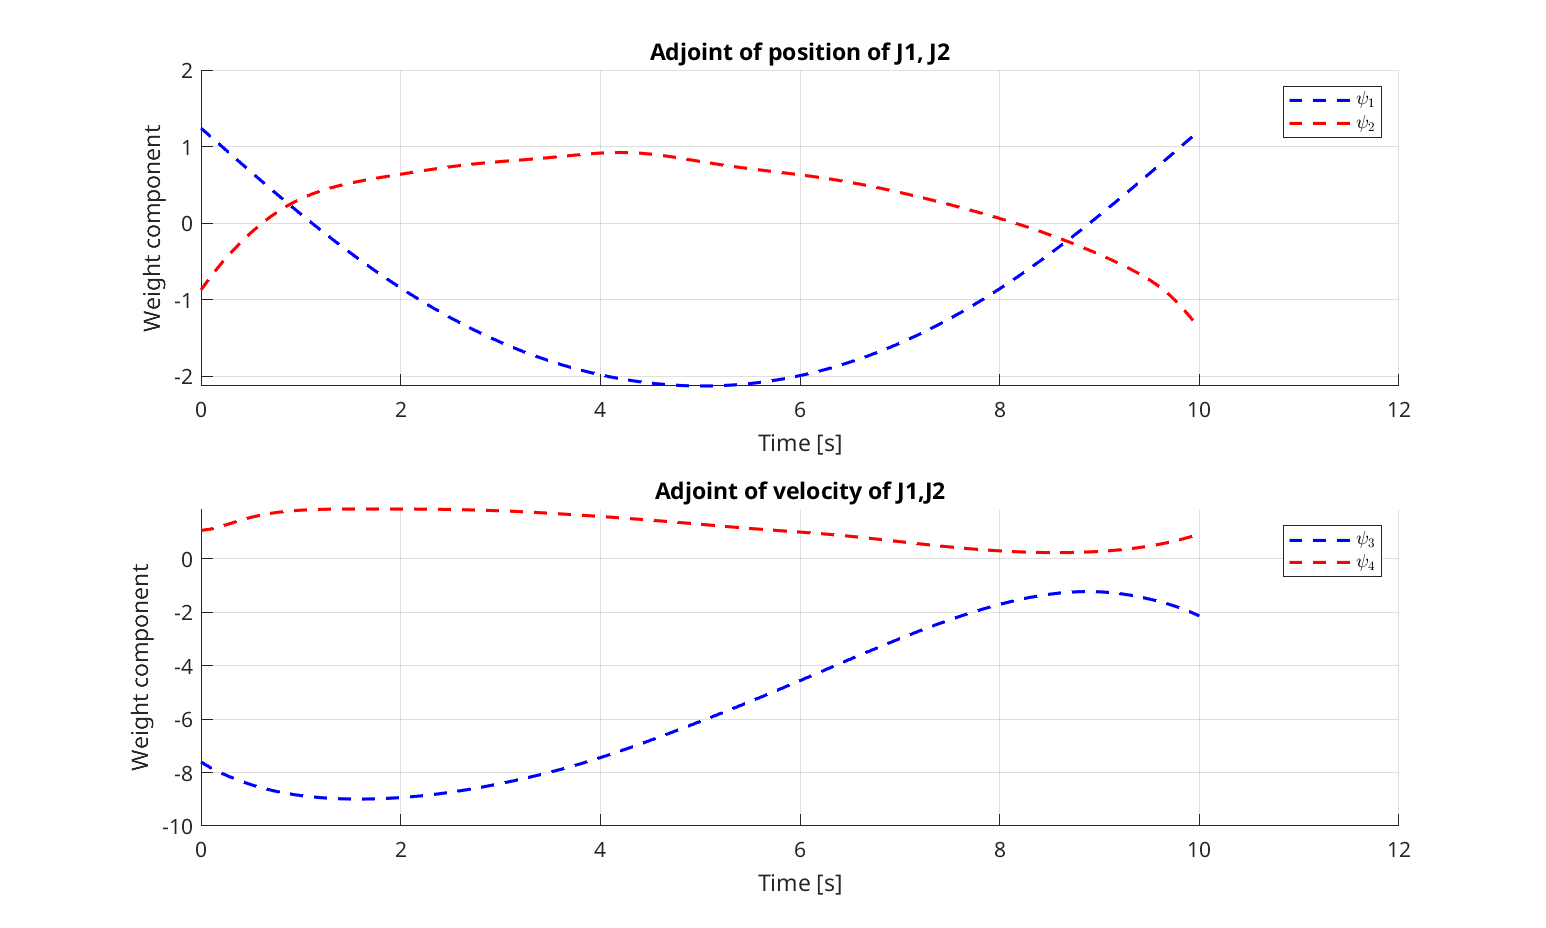 Adjoint of position of J1, J2
Weight component
2
1
0
-1
-2
0 2 4 6 8 10 12
Time [s]
ψ₁
ψ₂
Adjoint of velocity of J1,J2
Weight component
0
-2
-4
-6
-8
-10
0 2 4 6 8 10 12
Time [s]
ψ₃
ψ₄